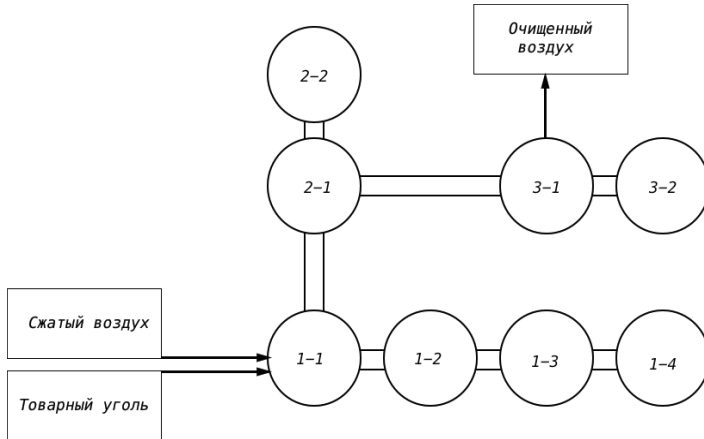 Очищенный
воздух
2-2
2-1
3-1
3-2
Сжатый воздух
1-1
1-2
1-3
1-4
Товарный уголь